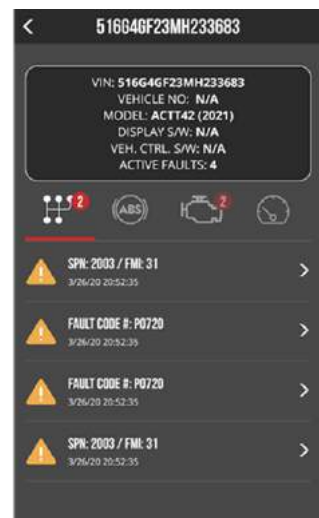 516G4GF23MH233683
VIN: 516G4GF23MH233683
VEHICLE NO: N/A
MODEL: ACTT42 (2021)
DISPLAY S/W: N/A
VEH. CTRL. S/W: N/A
ACTIVE FAULTS: 4
2
(ABS)
2
SPN: 2003 / FMI: 31
3/26/20 20:52:35
FAULT CODE #: P0720
3/26/20 20:52:35
FAULT CODE #: P0720
3/26/20 20:52:35
SPN: 2003 / FMI: 31
3/26/20 20:52:35